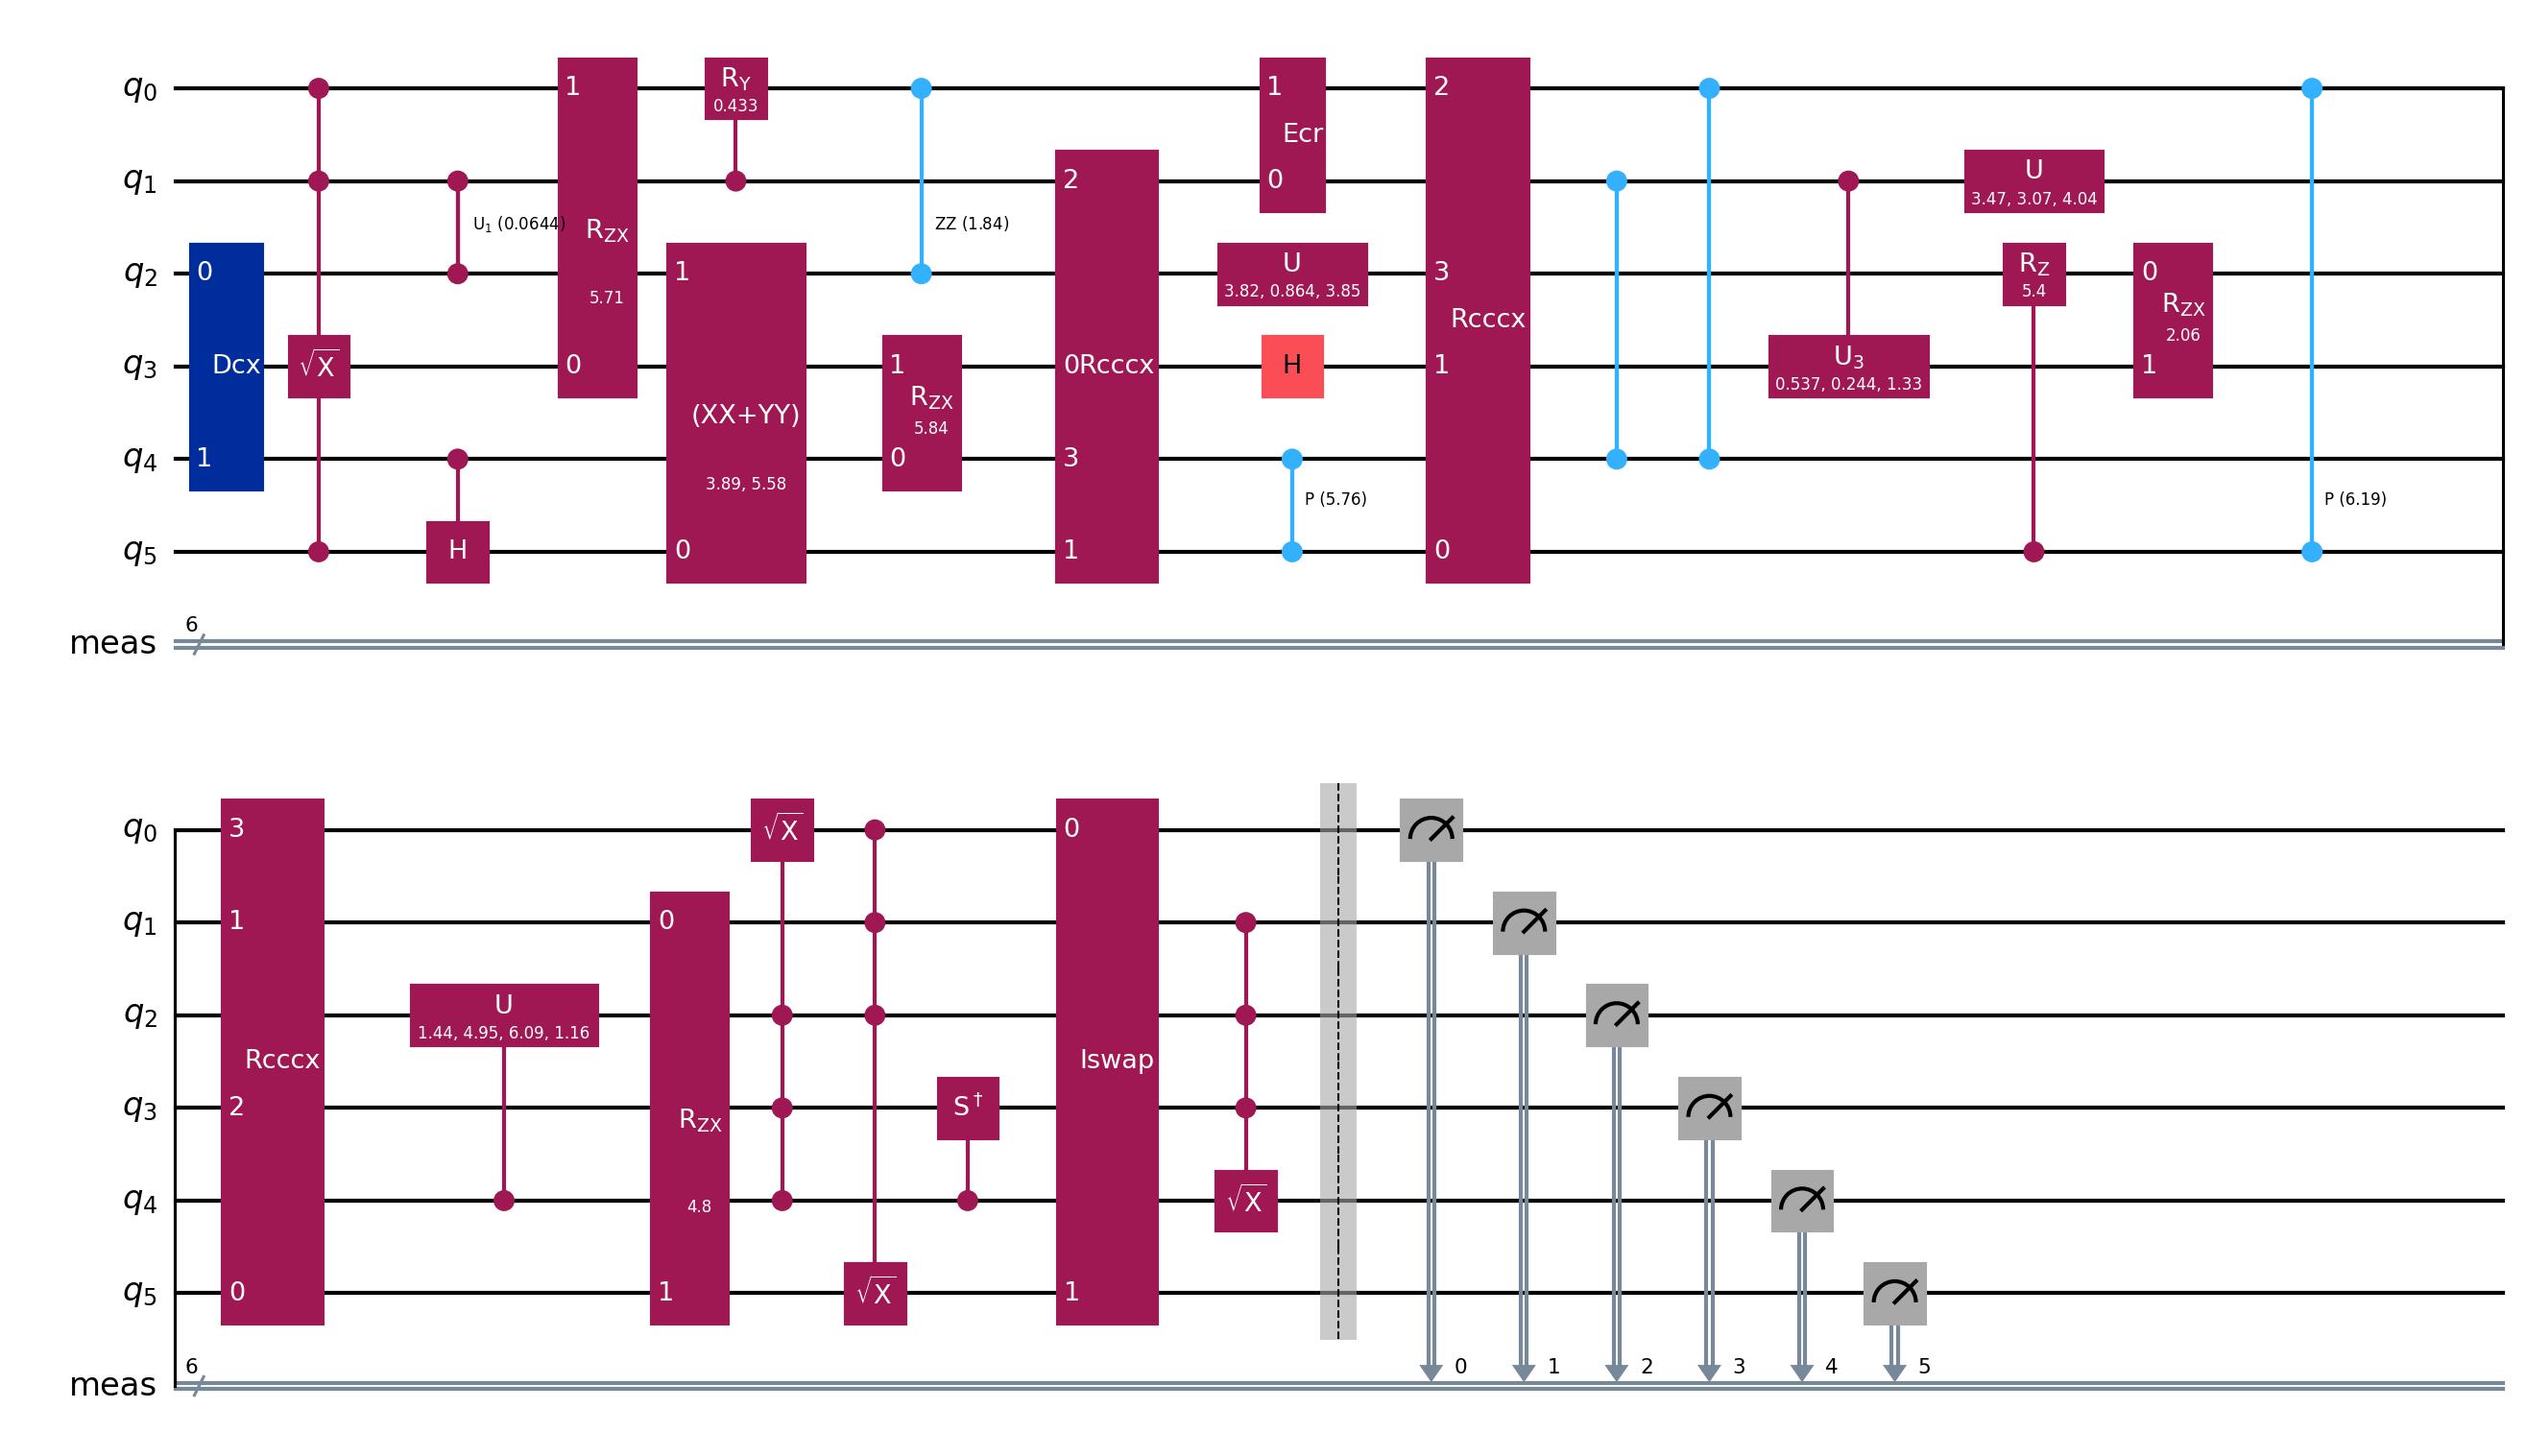 q0 1 RY 0.433 1 Ecr 2
q1 U1 (0.0644) RZX 5.71 ZZ (1.84) 2 0 U 3.47, 3.07, 4.04
q2 0 1 U 3.82, 0.864, 3.85 3 RZ 5.4 0 RZX 2.06
q3 Dcx √X 0 (XX+YY) 3.89, 5.58 1 RZX 5.84 0 Rcccx H 1 Rcccx U3 0.537, 0.244, 1.33 1
q4 1 0 3 P (5.76) P (6.19)
q5 H 0 1 0
meas 6
q0 3 √X 0
q1 1 0
q2 U 1.44, 4.95, 6.09, 1.16
q3 Rcccx 2 RZX 4.8 S† Iswap
q4 √X
q5 0 1 √X 1
meas 6 0 1 2 3 4 5